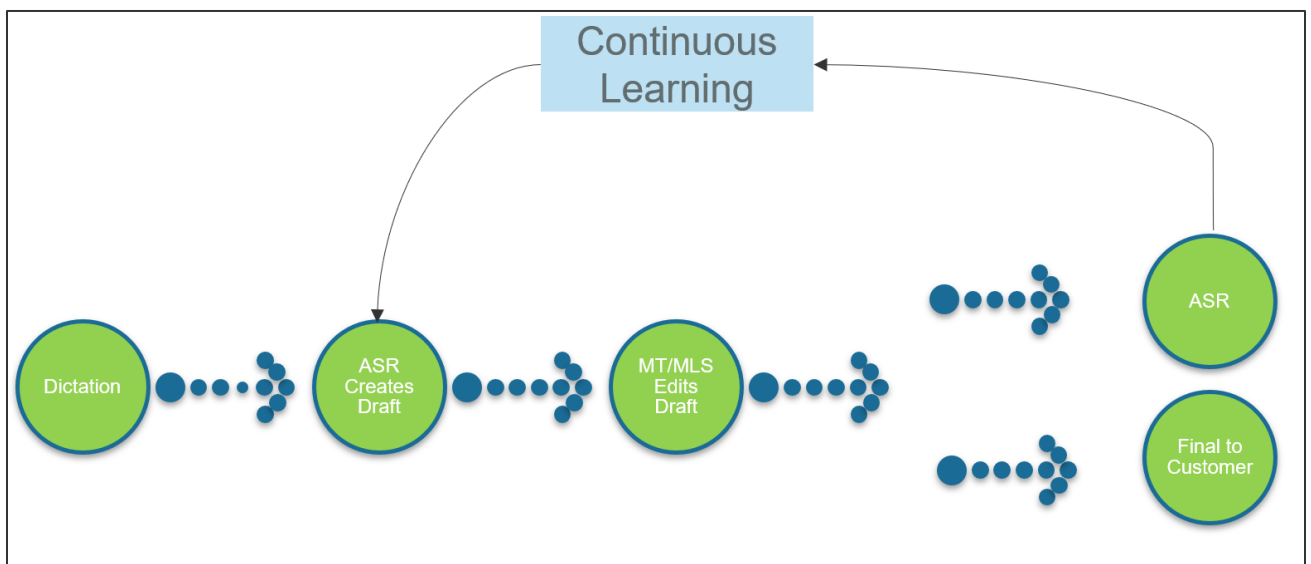 Continuous
Learning
Dictation
ASR
Creates
Draft
MT/MLS
Edits
Draft
ASR
Final to
Customer